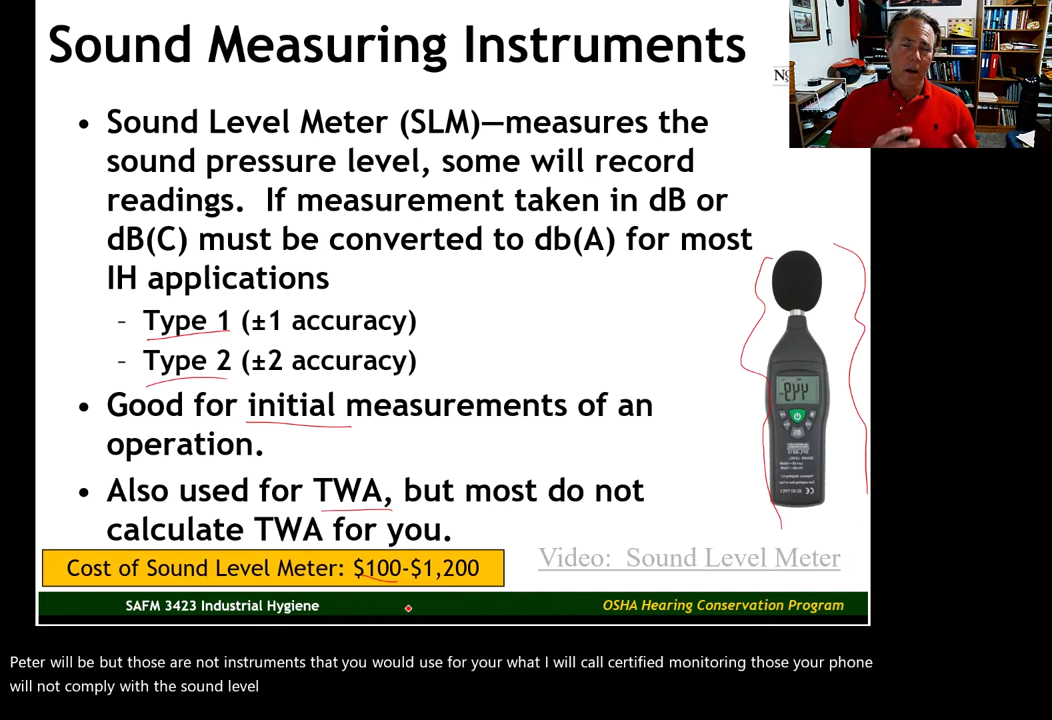 Sound Measuring Instruments
• Sound Level Meter (SLM)—measures the
sound pressure level, some will record
readings. If measurement taken in dB or
dB(C) must be converted to db(A) for most
IH applications
– Type 1 (±1 accuracy)
– Type 2 (±2 accuracy)
• Good for initial measurements of an
operation.
• Also used for TWA, but most do not
calculate TWA for you.
Cost of Sound Level Meter: $100-$1,200
Video: Sound Level Meter
SAFM 3423 Industrial Hygiene
OSHA Hearing Conservation Program
Peter will be but those are not instruments that you would use for your what I will call certified monitoring those your phone
will not comply with the sound level